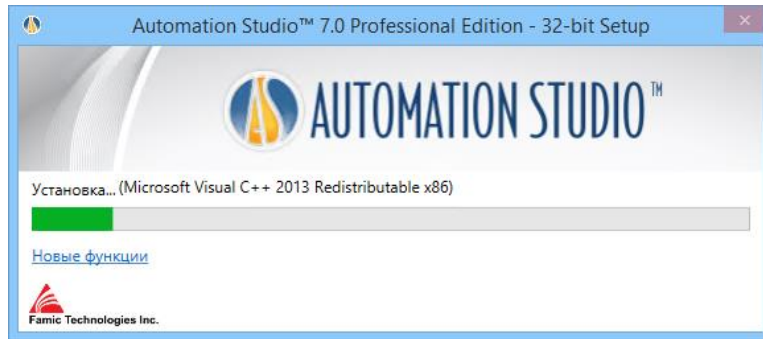 Automation Studio™ 7.0 Professional Edition - 32-bit Setup
AUTOMATION STUDIO™
Установка... (Microsoft Visual C++ 2013 Redistributable x86)
Новые функции
Famic Technologies Inc.